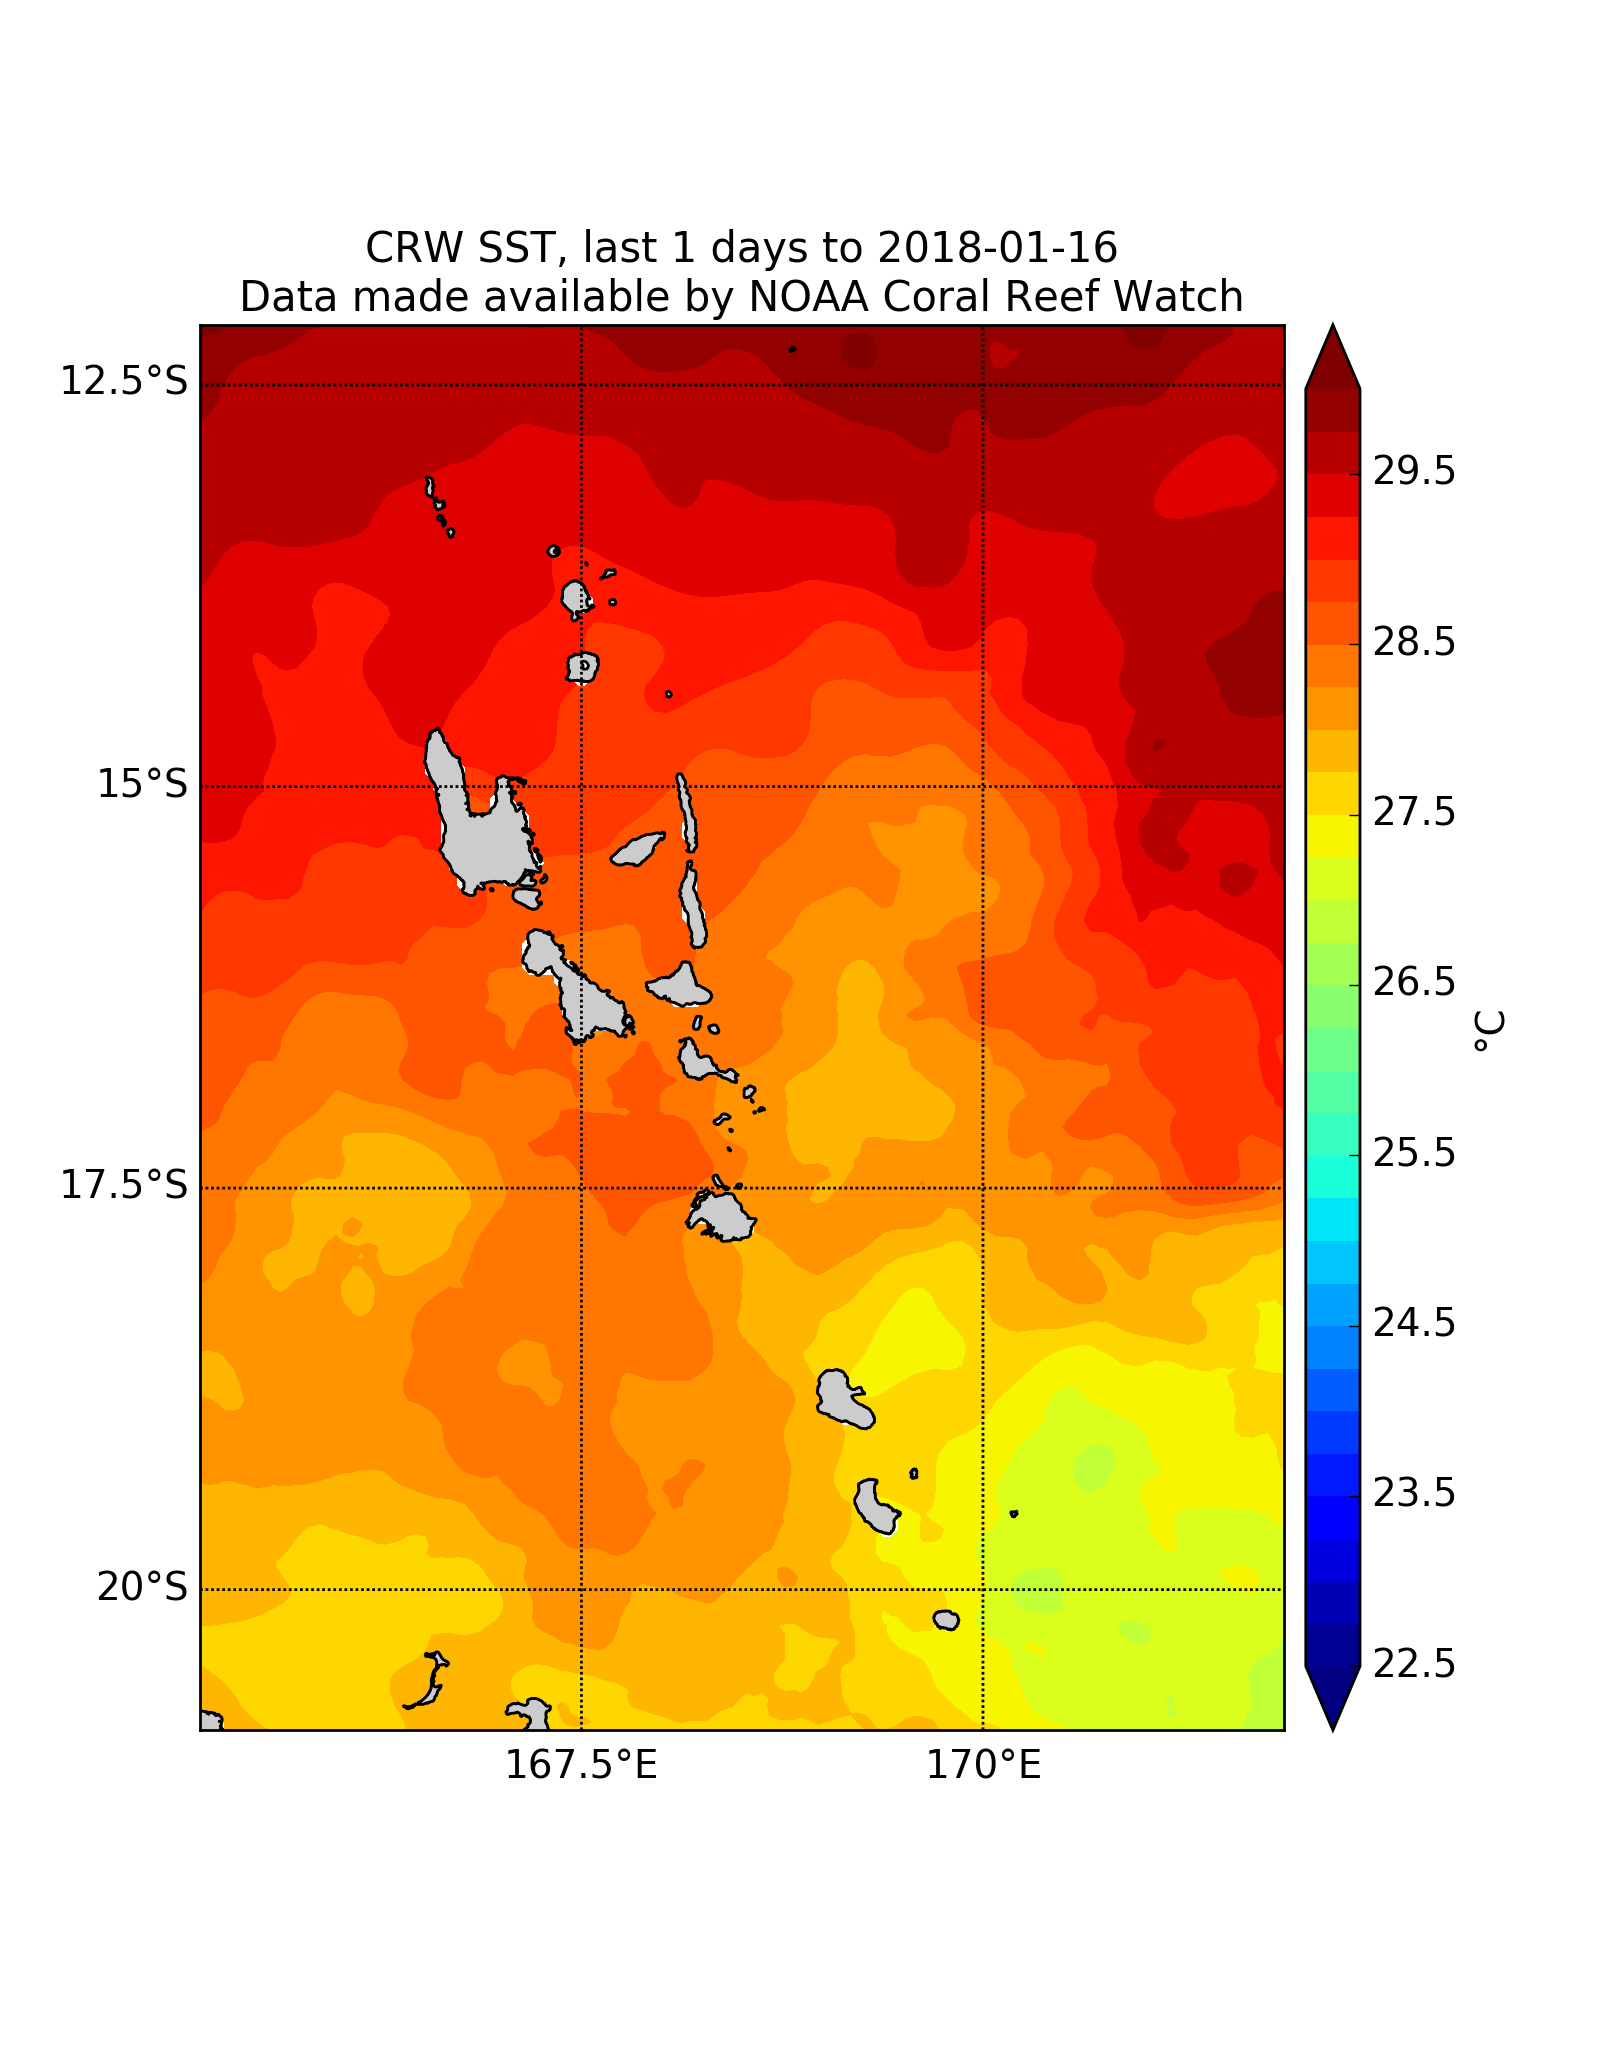 CRW SST, last 1 days to 2018-01-16
Data made available by NOAA Coral Reef Watch
12.5°S
15°S
17.5°S
20°S
167.5°E
170°E
29.5
28.5
27.5
26.5
25.5
24.5
23.5
22.5
°C